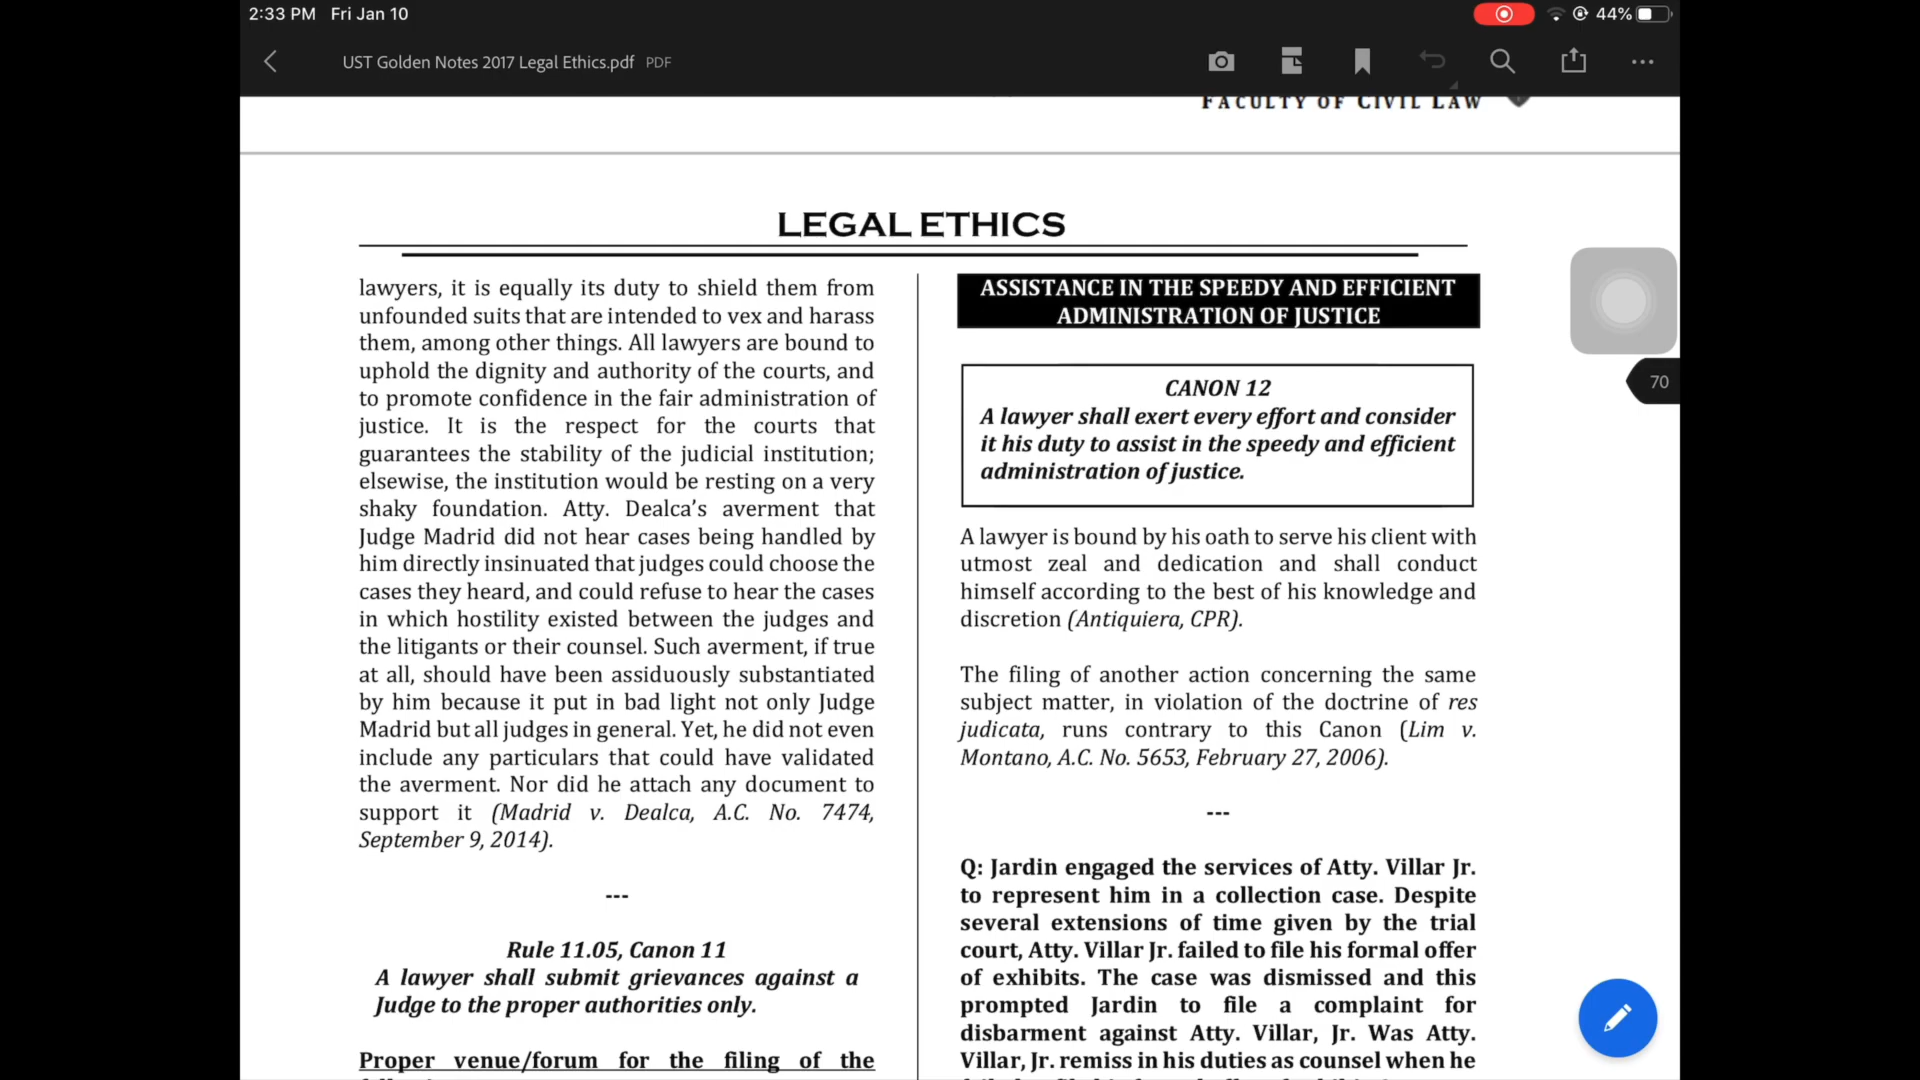 2:33 PM Fri Jan 10
44%
UST Golden Notes 2017 Legal Ethics.pdf PDF
FACULTY OF CIVIL LAW
LEGAL ETHICS
lawyers, it is equally its duty to shield them from
unfounded suits that are intended to vex and harass
them, among other things. All lawyers are bound to
uphold the dignity and authority of the courts, and
to promote confidence in the fair administration of
justice. It is the respect for the courts that
guarantees the stability of the judicial institution;
elsewise, the institution would be resting on a very
shaky foundation. Atty. Dealca’s averment that
Judge Madrid did not hear cases being handled by
him directly insinuated that judges could choose the
cases they heard, and could refuse to hear the cases
in which hostility existed between the judges and
the litigants or their counsel. Such averment, if true
at all, should have been assiduously substantiated
by him because it put in bad light not only Judge
Madrid but all judges in general. Yet, he did not even
include any particulars that could have validated
the averment. Nor did he attach any document to
support it (Madrid v. Dealca, A.C. No. 7474,
September 9, 2014).
---
Rule 11.05, Canon 11
A lawyer shall submit grievances against a
Judge to the proper authorities only.
Proper venue/forum for the filing of the
ASSISTANCE IN THE SPEEDY AND EFFICIENT
ADMINISTRATION OF JUSTICE
CANON 12
A lawyer shall exert every effort and consider
it his duty to assist in the speedy and efficient
administration of justice.
A lawyer is bound by his oath to serve his client with
utmost zeal and dedication and shall conduct
himself according to the best of his knowledge and
discretion (Antiquiera, CPR).
The filing of another action concerning the same
subject matter, in violation of the doctrine of res
judicata, runs contrary to this Canon (Lim v.
Montano, A.C. No. 5653, February 27, 2006).
---
Q: Jardin engaged the services of Atty. Villar Jr.
to represent him in a collection case. Despite
several extensions of time given by the trial
court, Atty. Villar Jr. failed to file his formal offer
of exhibits. The case was dismissed and this
prompted Jardin to file a complaint for
disbarment against Atty. Villar, Jr. Was Atty.
Villar, Jr. remiss in his duties as counsel when he
70